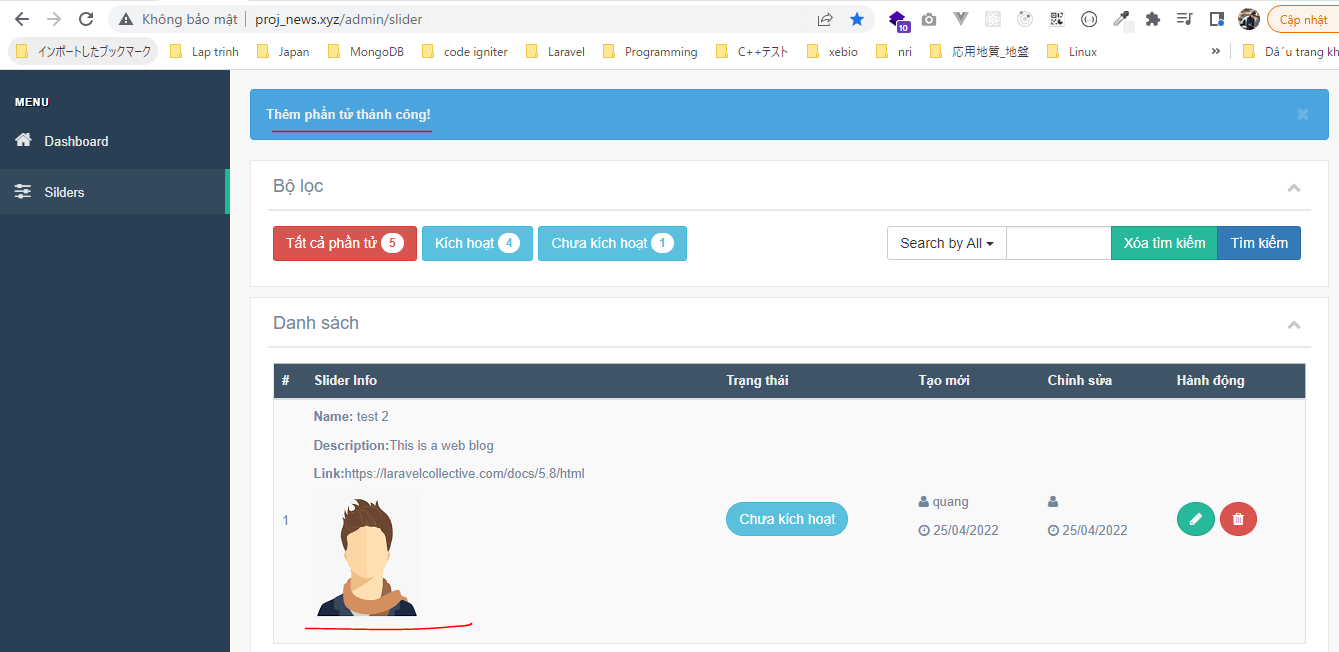 Không bảo mật | proj_news.xyz/admin/slider
10
Cập nhật
インポートしたブックマーク Lap trinh Japan MongoDB code igniter Laravel Programming C++テスト xebio nri 応用地質_地盤 Linux » Dấu trang kh
MENU
Dashboard
Silders
Thêm phần tử thành công!
×
Bộ lọc
Tất cả phần tử 5 Kích hoạt 4 Chưa kích hoạt 1 Search by All Xóa tìm kiếm Tìm kiếm
Danh sách
# Slider Info Trạng thái Tạo mới Chỉnh sửa Hành động
Name: test 2
Description:This is a web blog
Link:https://laravelcollective.com/docs/5.8/html
1
Chưa kích hoạt
quang
25/04/2022
25/04/2022